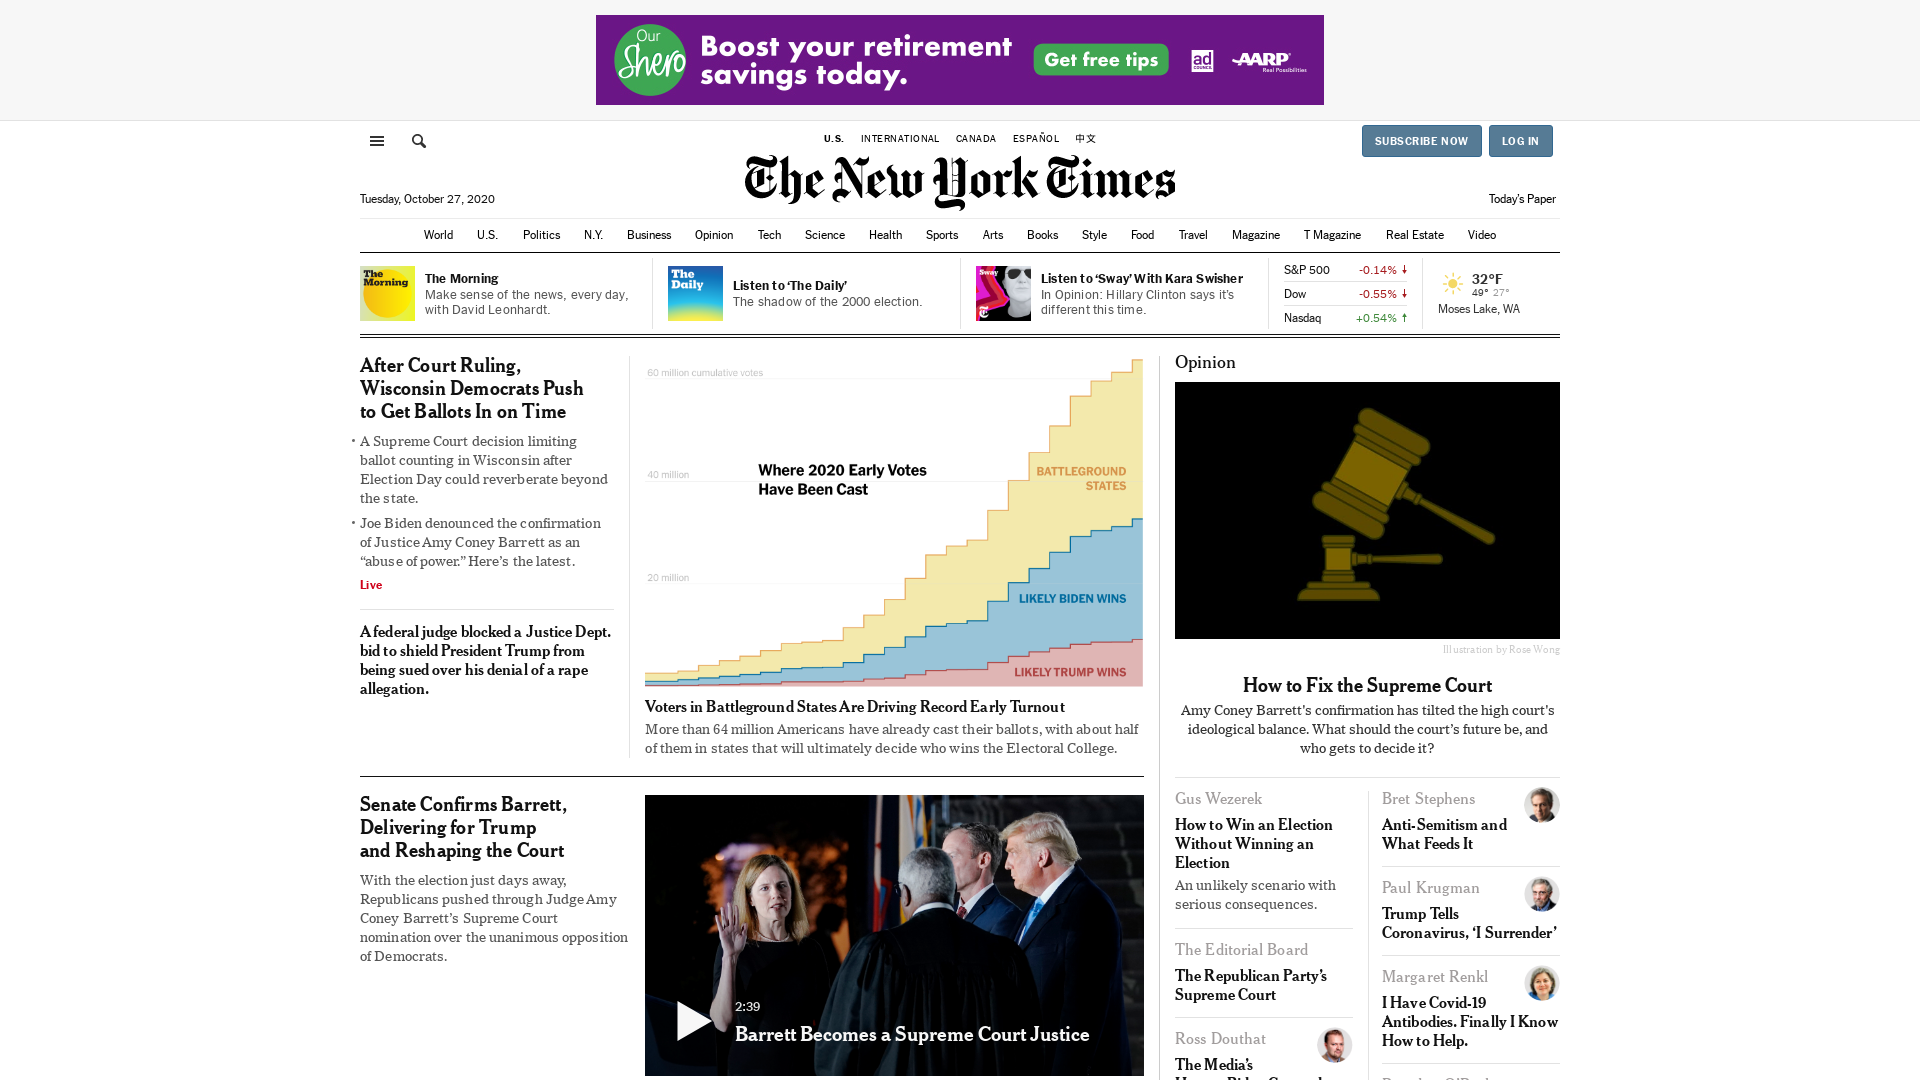 Our
Shero
Boost your retirement
savings today.
Get free tips
ad
COUNCIL
AARP
Real Possibilities
U.S.
INTERNATIONAL
CANADA
ESPAÑOL
中文
SUBSCRIBE NOW
LOG IN
The New York Times
Tuesday, October 27, 2020
Today's Paper
World
U.S.
Politics
N.Y.
Business
Opinion
Tech
Science
Health
Sports
Arts
Books
Style
Food
Travel
Magazine
T Magazine
Real Estate
Video
The
Morning
The Morning
Make sense of the news, every day,
with David Leonhardt.
The
Daily
Listen to ‘The Daily’
The shadow of the 2000 election.
Sway
Listen to ‘Sway’ With Kara Swisher
In Opinion: Hillary Clinton says it’s
different this time.
S&P 500 -0.14%
Dow -0.55%
Nasdaq +0.54%
32°F
49° 27°
Moses Lake, WA
After Court Ruling,
Wisconsin Democrats Push
to Get Ballots In on Time
• A Supreme Court decision limiting
ballot counting in Wisconsin after
Election Day could reverberate beyond
the state.
• Joe Biden denounced the confirmation
of Justice Amy Coney Barrett as an
“abuse of power.” Here’s the latest.
Live
A federal judge blocked a Justice Dept.
bid to shield President Trump from
being sued over his denial of a rape
allegation.
60 million cumulative votes
40 million
20 million
Where 2020 Early Votes
Have Been Cast
BATTLEGROUND
STATES
LIKELY BIDEN WINS
LIKELY TRUMP WINS
Voters in Battleground States Are Driving Record Early Turnout
More than 64 million Americans have already cast their ballots, with about half
of them in states that will ultimately decide who wins the Electoral College.
Senate Confirms Barrett,
Delivering for Trump
and Reshaping the Court
With the election just days away,
Republicans pushed through Judge Amy
Coney Barrett’s Supreme Court
nomination over the unanimous opposition
of Democrats.
2:39
Barrett Becomes a Supreme Court Justice
Opinion
Illustration by Rose Wong
How to Fix the Supreme Court
Amy Coney Barrett's confirmation has tilted the high court's
ideological balance. What should the court’s future be, and
who gets to decide it?
Gus Wezerek
How to Win an Election
Without Winning an
Election
An unlikely scenario with
serious consequences.
The Editorial Board
The Republican Party’s
Supreme Court
Ross Douthat
The Media’s
Bret Stephens
Anti-Semitism and
What Feeds It
Paul Krugman
Trump Tells
Coronavirus, ‘I Surrender’
Margaret Renkl
I Have Covid-19
Antibodies. Finally I Know
How to Help.